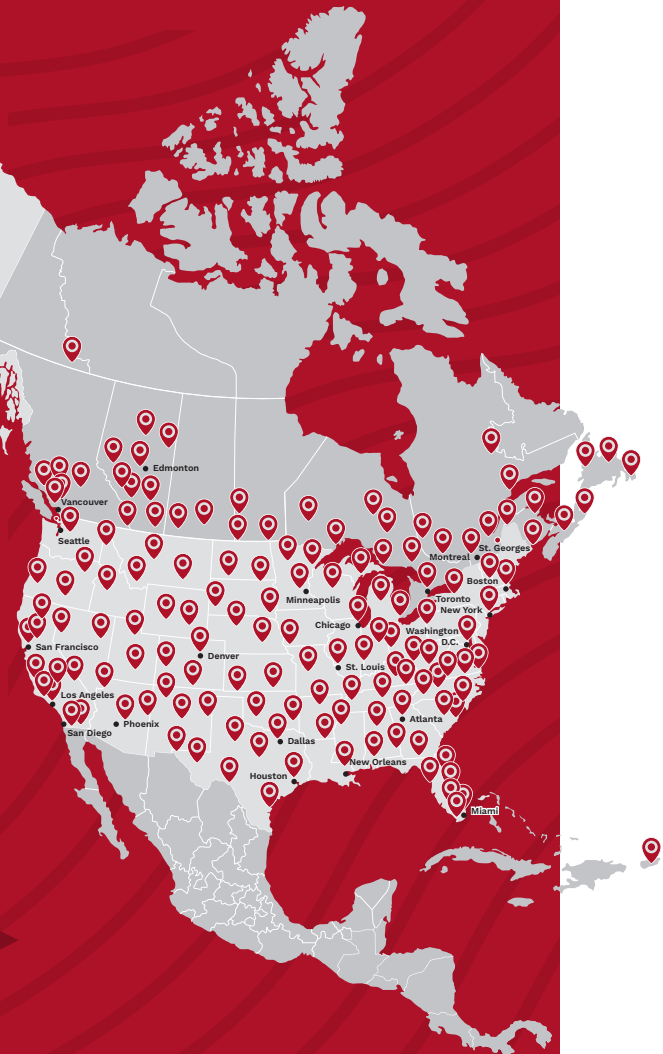 Edmonton
Vancouver
Seattle
Montreal
St. Georges
Boston
Toronto
New York
Minneapolis
Chicago
Washington
D.C.
San Francisco
Denver
St. Louis
Los Angeles
Phoenix
San Diego
Atlanta
Dallas
New Orleans
Houston
Miami